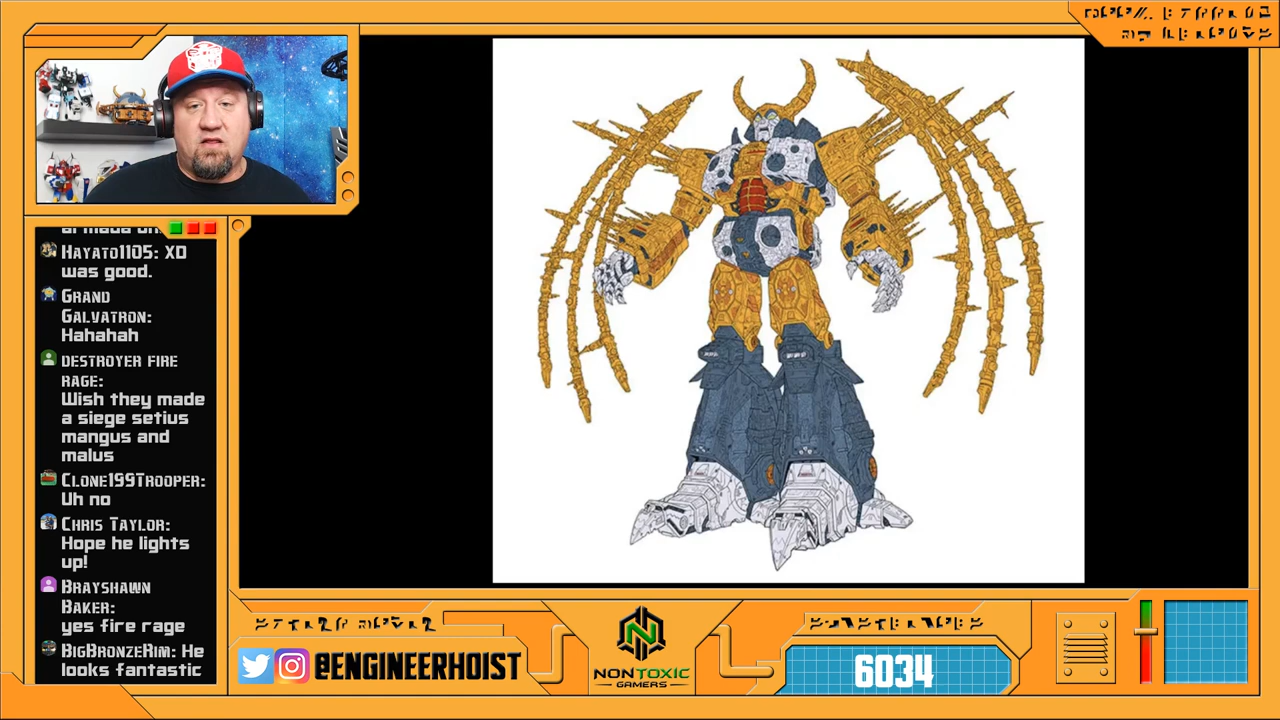 armada un
Hayato1105: XD
was good.
Grand
Galvatron:
Hahahah
destroyer fire
rage:
Wish they made
a siege setius
mangus and
malus
Clone199Trooper:
Uh no
Chris Taylor:
Hope he lights
up!
Brayshawn
Baker:
yes fire rage
BigBronzeRim: He
looks fantastic
@ENGINEERHOIST
NONTOXIC
GAMERS
6034